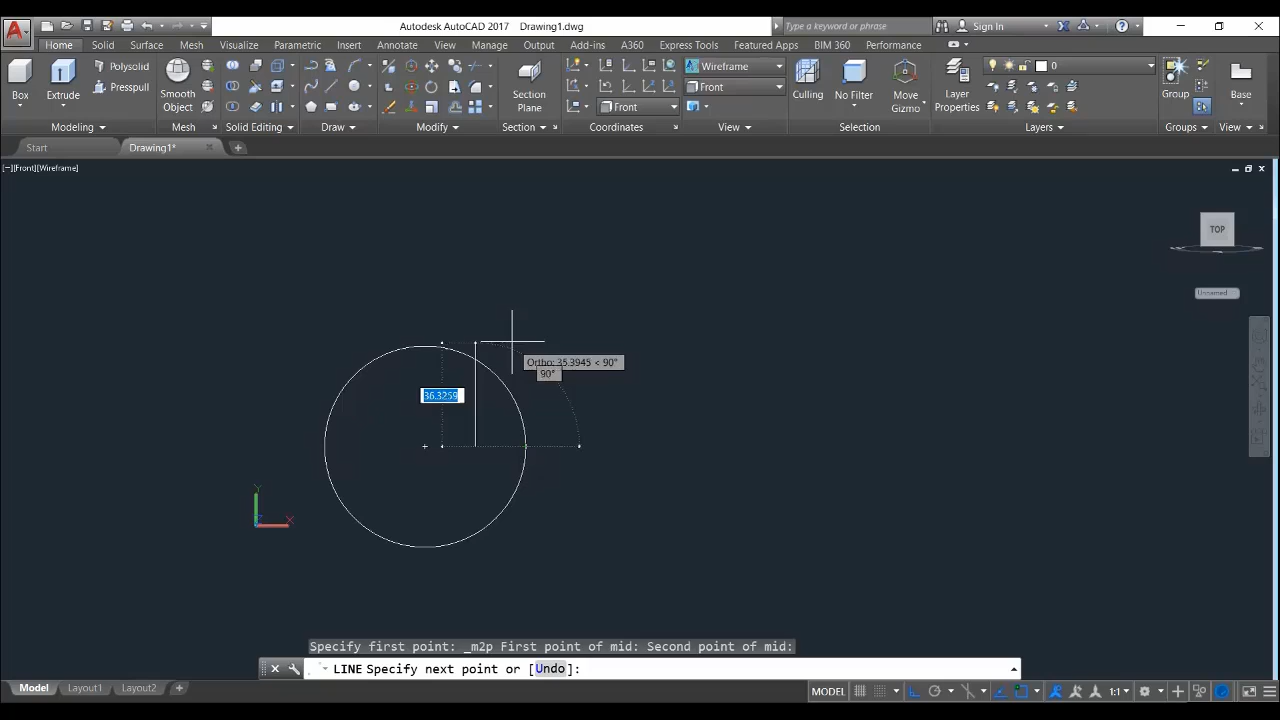 Autodesk AutoCAD 2017 Drawing1.dwg
Type a keyword or phrase
Sign In
Home Solid Surface Mesh Visualize Parametric Insert Annotate View Manage Output Add-ins A360 Express Tools Featured Apps BIM 360 Performance
Box
Extrude
Polysolid
Presspull
Smooth
Object
Section
Plane
Wireframe
Front
Front
Culling
No Filter
Move
Gizmo
Layer
Properties
0
Group
Base
Modeling Mesh Solid Editing Draw Modify Section Coordinates View Selection Layers Groups View
Start Drawing1*
[−][Front][Wireframe]
TOP
Unnamed
Ortho: 35.3945 < 90°
90°
36.3259
Y
X
Specify first point: _m2p First point of mid: Second point of mid:
LINE Specify next point or [Undo]:
Model Layout1 Layout2
MODEL 1:1